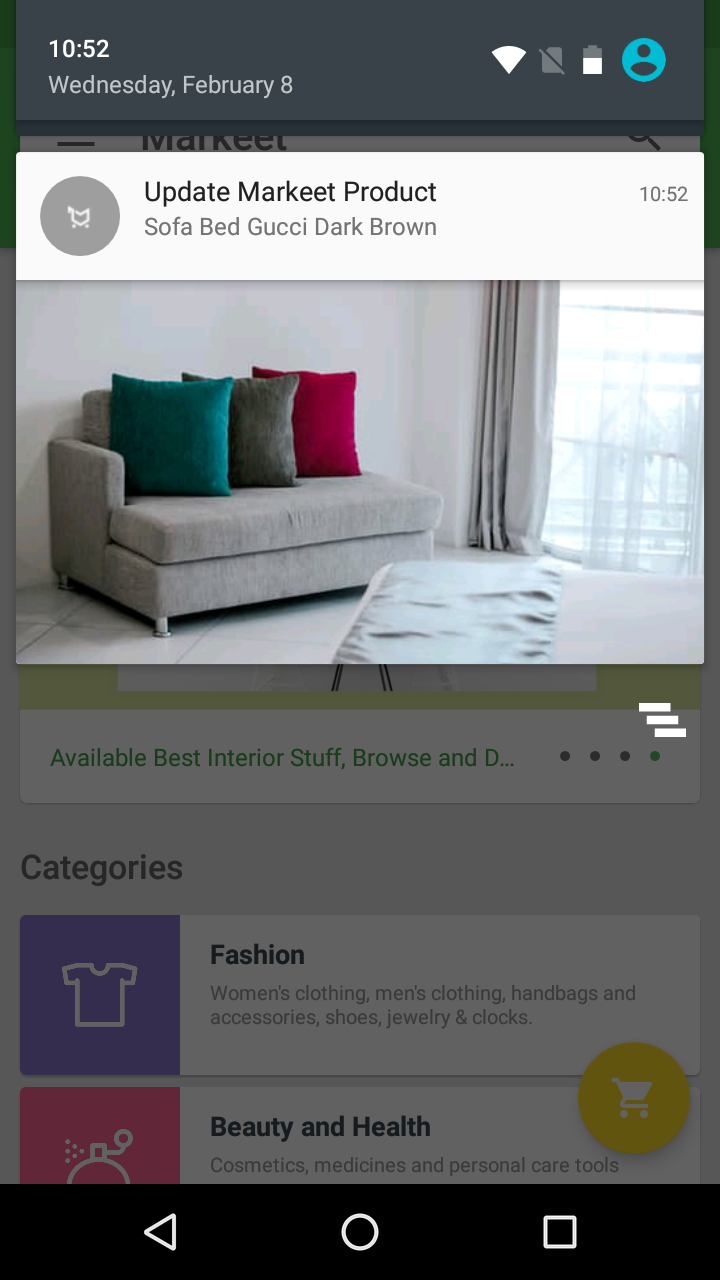 10:52
Wednesday, February 8
Markeet
Update Markeet Product
10:52
Sofa Bed Gucci Dark Brown
Available Best Interior Stuff, Browse and D...
Categories
Fashion
Women's clothing, men's clothing, handbags and
accessories, shoes, jewelry & clocks.
Beauty and Health
Cosmetics, medicines and personal care tools